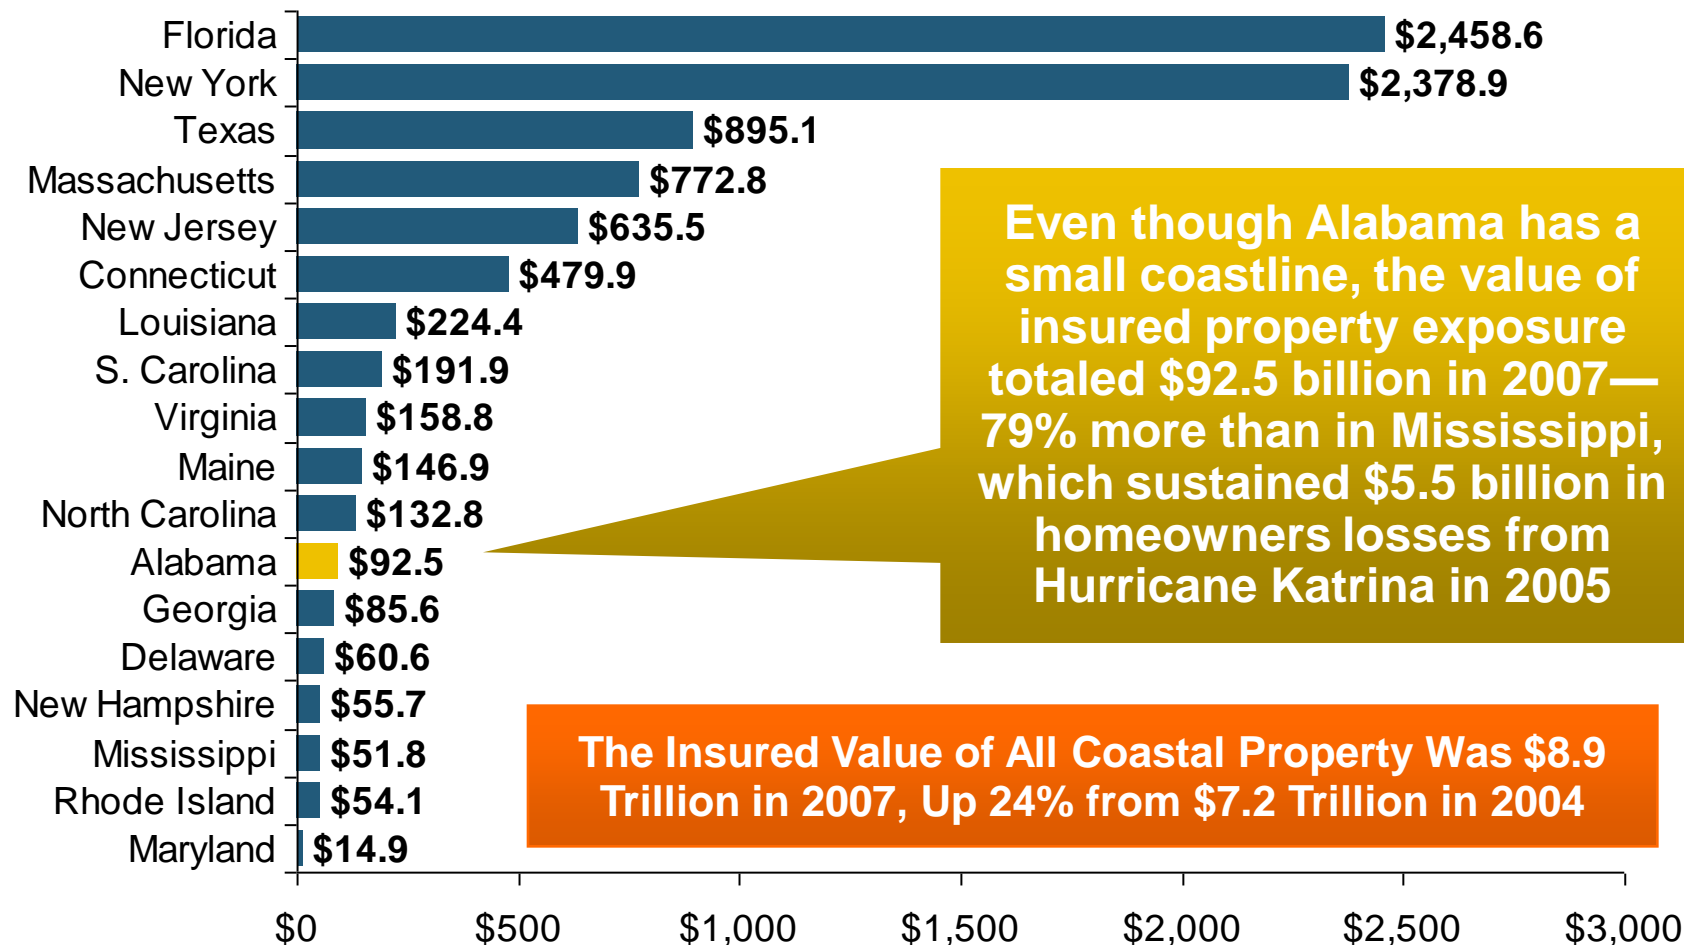 Florida $2,458.6
New York $2,378.9
Texas $895.1
Massachusetts $772.8
New Jersey $635.5
Connecticut $479.9
Louisiana $224.4
S. Carolina $191.9
Virginia $158.8
Maine $146.9
North Carolina $132.8
Alabama $92.5
Georgia $85.6
Delaware $60.6
New Hampshire $55.7
Mississippi $51.8
Rhode Island $54.1
Maryland $14.9
$0 $500 $1,000 $1,500 $2,000 $2,500 $3,000
Even though Alabama has a
small coastline, the value of
insured property exposure
totaled $92.5 billion in 2007—
79% more than in Mississippi,
which sustained $5.5 billion in
homeowners losses from
Hurricane Katrina in 2005
The Insured Value of All Coastal Property Was $8.9
Trillion in 2007, Up 24% from $7.2 Trillion in 2004